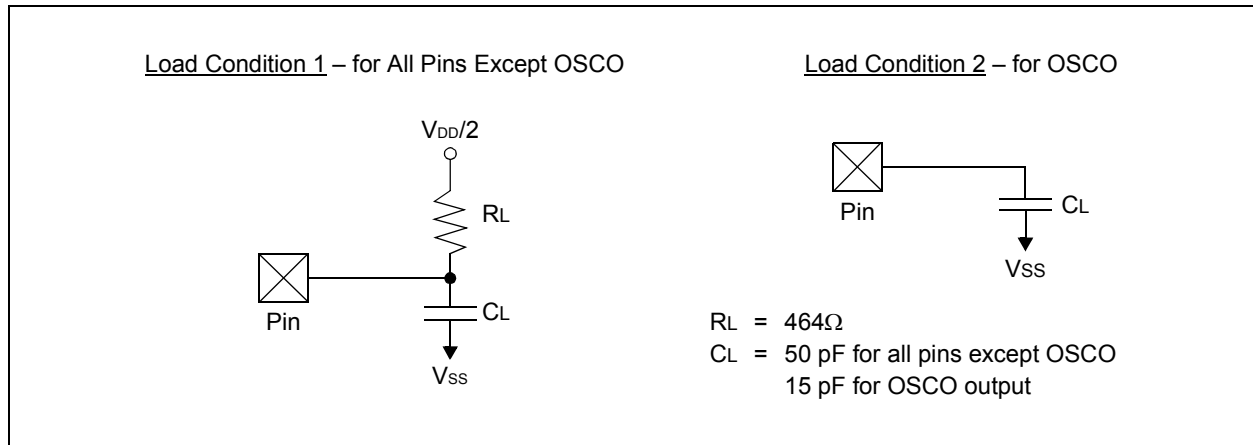 Load Condition 1 – for All Pins Except OSCO
VDD/2
RL
Pin
CL
VSS
Load Condition 2 – for OSCO
Pin
CL
VSS
RL = 464Ω
CL = 50 pF for all pins except OSCO
15 pF for OSCO output